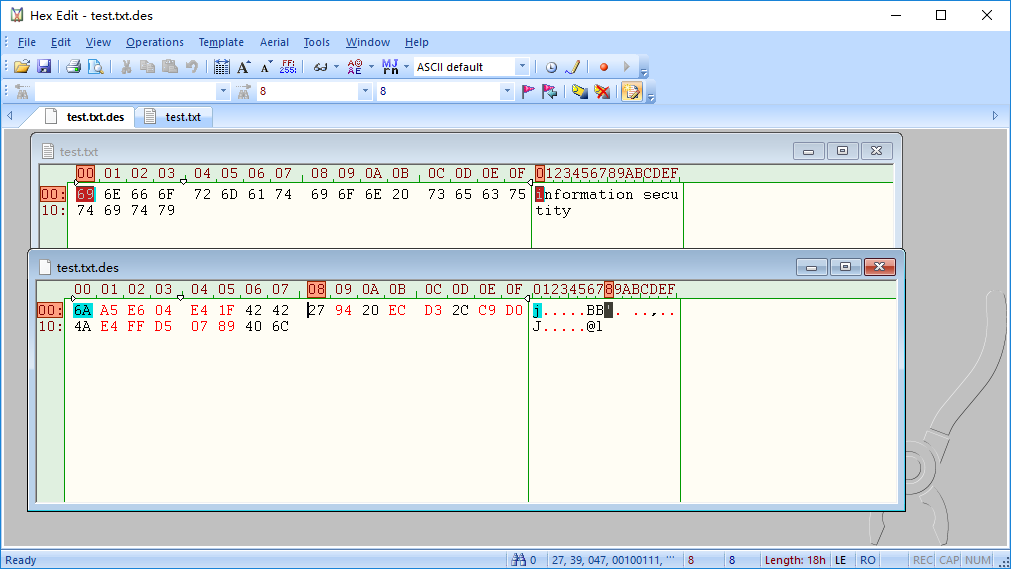 Hex Edit - test.txt.des
File Edit View Operations Template Aerial Tools Window Help
ASCII default
8 8
test.txt.des test.txt
test.txt
00 01 02 03 04 05 06 07 08 09 0A 0B 0C 0D 0E 0F 0123456789ABCDEF
00: 69 6E 66 6F 72 6D 61 74 69 6F 6E 20 73 65 63 75 information secu
10: 74 69 74 79 tity
test.txt.des
00 01 02 03 04 05 06 07 08 09 0A 0B 0C 0D 0E 0F 0123456789ABCDEF
00: 6A A5 E6 04 E4 1F 42 42 27 94 20 EC D3 2C C9 D0 j.....BB'. ..,..
10: 4A E4 FF D5 07 89 40 6C J.....@l
Ready 0 27, 39, 047, 00100111, ''' 8 8 Length: 18h LE RO REC CAP NUM